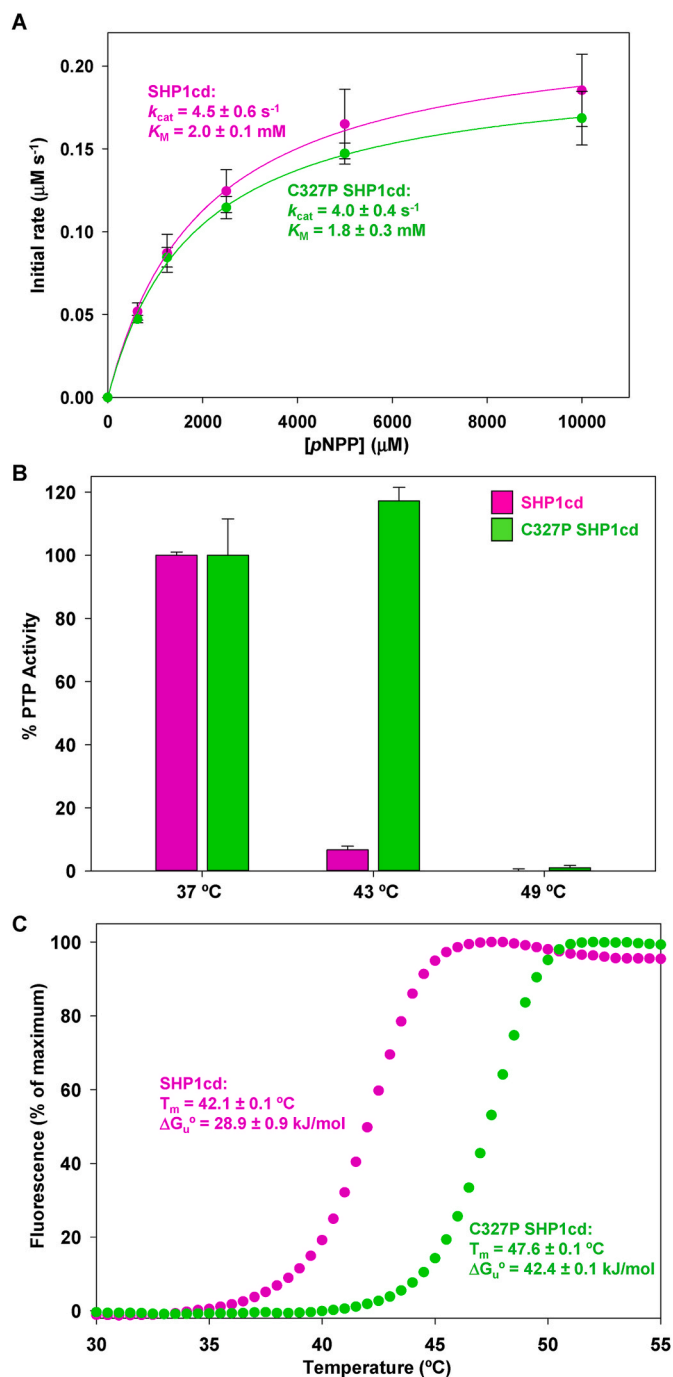 A
0.20
0.15
0.10
0.05
0.00
Initial rate (μM s⁻¹)
SHP1cd:
kcat = 4.5 ± 0.6 s⁻¹
KM = 2.0 ± 0.1 mM
C327P SHP1cd:
kcat = 4.0 ± 0.4 s⁻¹
KM = 1.8 ± 0.3 mM
0 2000 4000 6000 8000 10000
[pNPP] (μM)
B
120
100
80
60
40
20
0
% PTP Activity
SHP1cd
C327P SHP1cd
37 ºC 43 ºC 49 ºC
C
100
80
60
40
20
0
Fluorescence (% of maximum)
SHP1cd:
Tm = 42.1 ± 0.1 ºC
ΔGuº = 28.9 ± 0.9 kJ/mol
C327P SHP1cd:
Tm = 47.6 ± 0.1 ºC
ΔGuº = 42.4 ± 0.1 kJ/mol
30 35 40 45 50 55
Temperature (ºC)